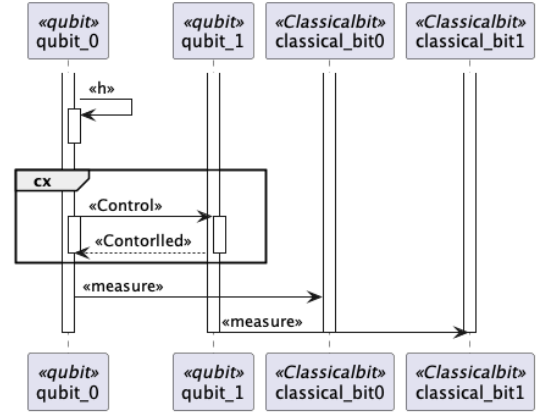 «qubit»
qubit_0
«qubit»
qubit_1
«Classicalbit»
classical_bit0
«Classicalbit»
classical_bit1
«h»
cx
«Control»
«Contorlled»
«measure»
«measure»
«qubit»
qubit_0
«qubit»
qubit_1
«Classicalbit»
classical_bit0
«Classicalbit»
classical_bit1